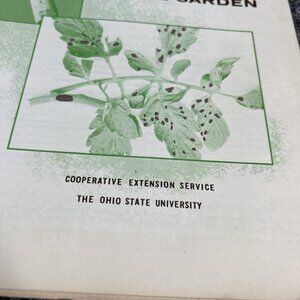 GARDEN
COOPERATIVE EXTENSION SERVICE
THE OHIO STATE UNIVERSITY